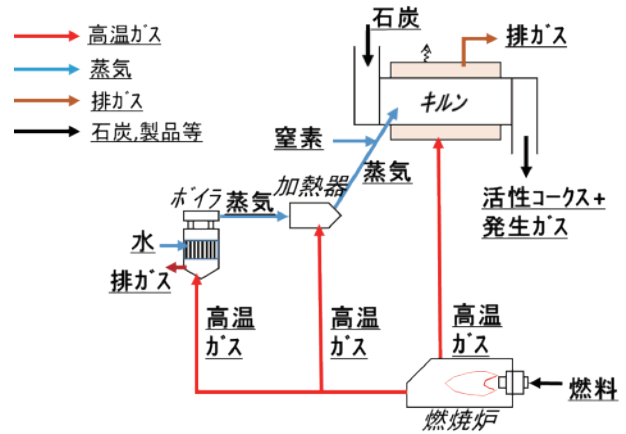 高温ガス
蒸気
排ガス
石炭,製品等
石炭
排ガス
キルン
窒素
蒸気
加熱器
蒸気
ボイラ
水
排ガス
活性コークス+
発生ガス
高温
ガス
高温
ガス
高温
ガス
燃料
燃焼炉